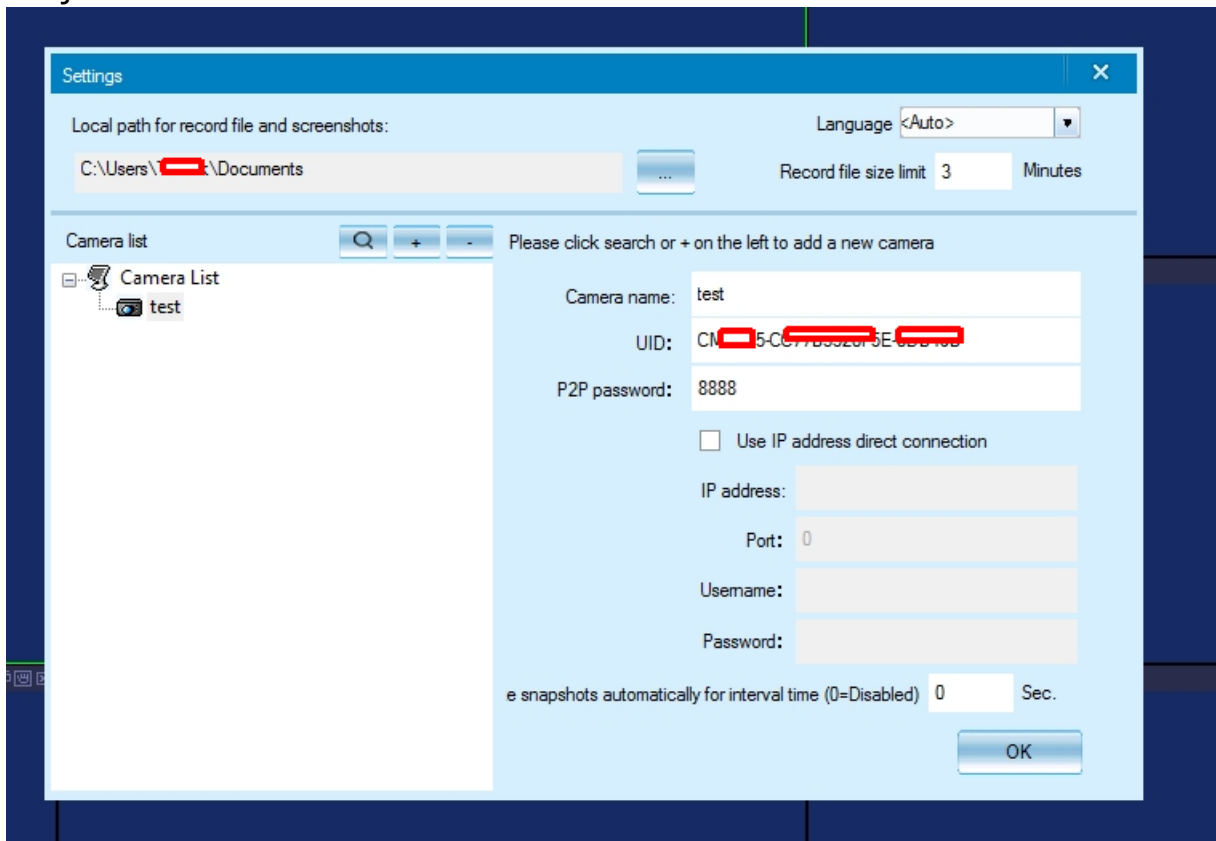 Settings
Local path for record file and screenshots:
Language <Auto>
C:\Users\ \Documents
...
Record file size limit 3 Minutes
Camera list
+ -
Please click search or + on the left to add a new camera
Camera List
test
Camera name: test
UID:
P2P password: 8888
Use IP address direct connection
IP address:
Port: 0
Username:
Password:
e snapshots automatically for interval time (0=Disabled) 0 Sec.
OK